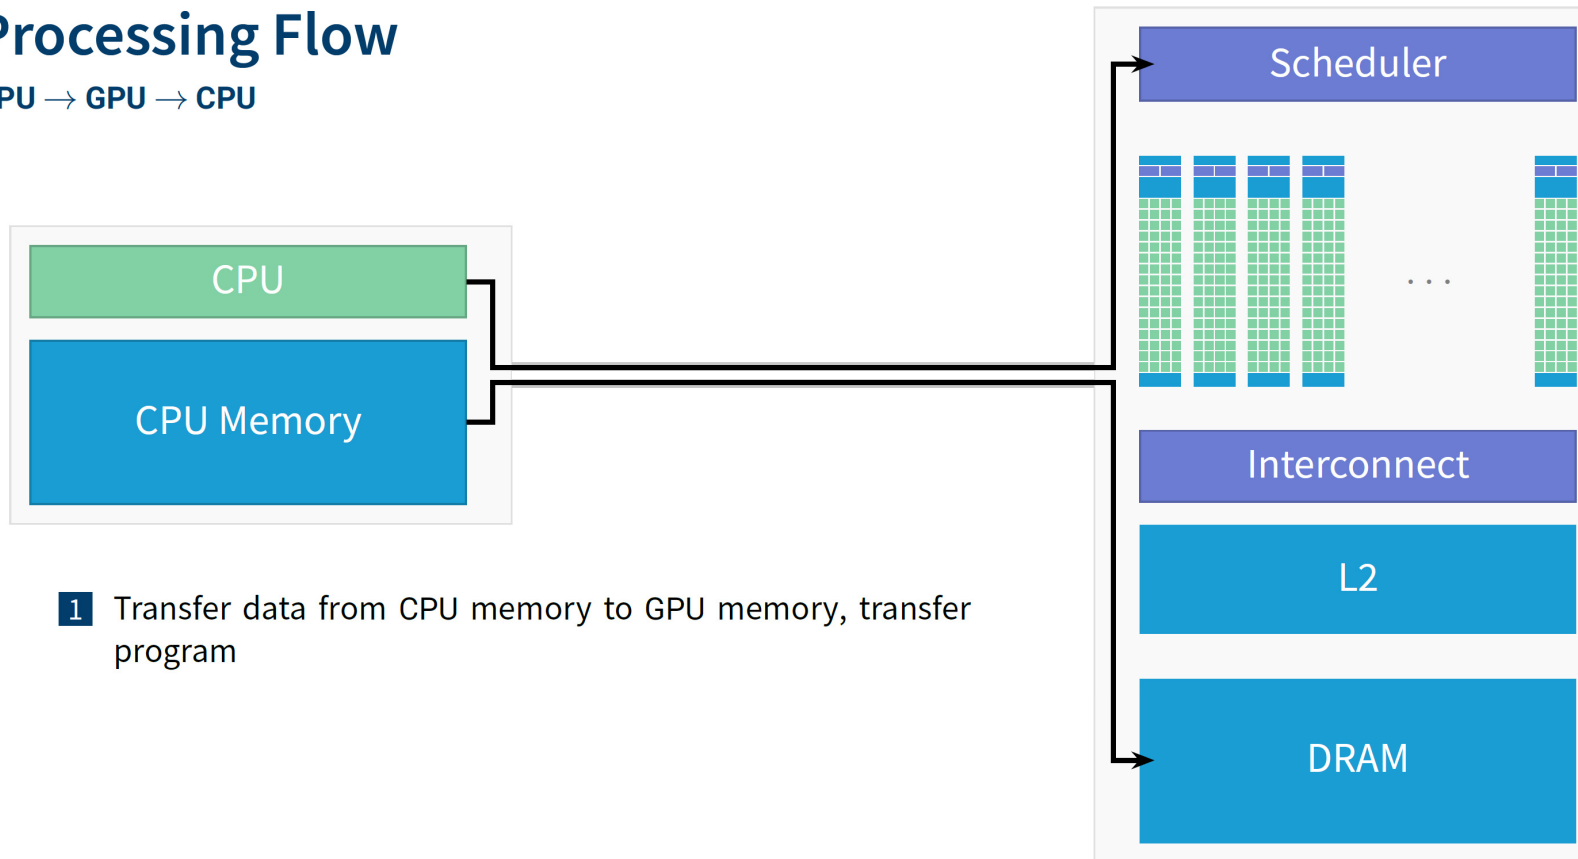 Processing Flow
PU → GPU → CPU
Scheduler
CPU
. . .
CPU Memory
Interconnect
L2
1 Transfer data from CPU memory to GPU memory, transfer
program
DRAM